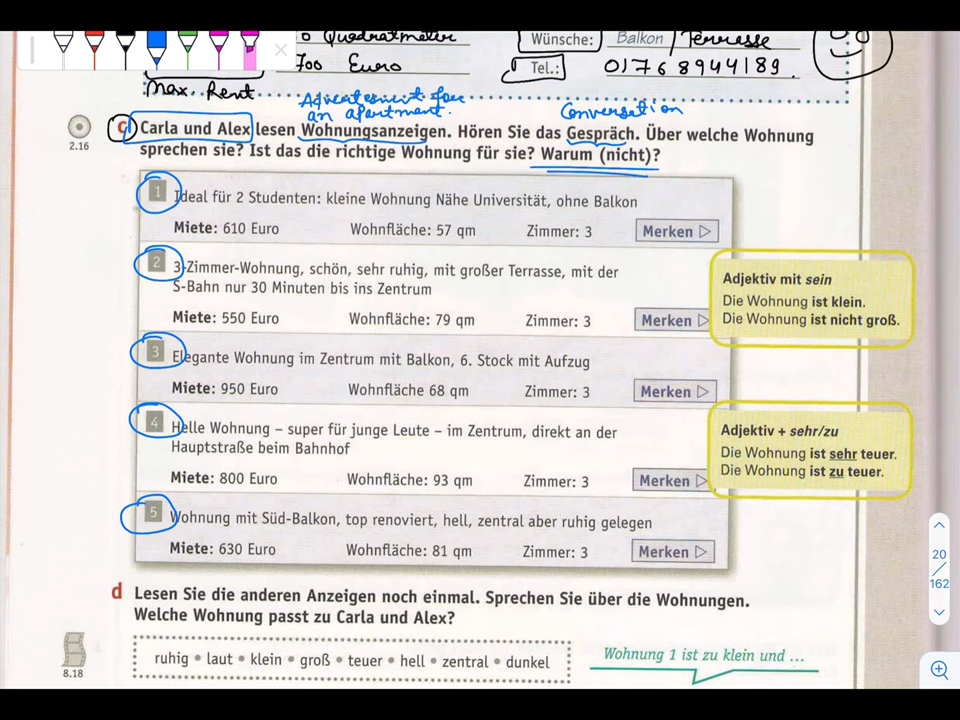 Quadratmeter
700 Euro
Max. Rent
Wünsche: Balkon / Terresse
Tel.: 01768944189.
Advertesment for
an apartment.
Conversation
2.16
c Carla und Alex lesen Wohnungsanzeigen. Hören Sie das Gespräch. Über welche Wohnung
sprechen sie? Ist das die richtige Wohnung für sie? Warum (nicht)?
1 Ideal für 2 Studenten: kleine Wohnung Nähe Universität, ohne Balkon
Miete: 610 Euro Wohnfläche: 57 qm Zimmer: 3 Merken ▷
2 3-Zimmer-Wohnung, schön, sehr ruhig, mit großer Terrasse, mit der
S-Bahn nur 30 Minuten bis ins Zentrum
Miete: 550 Euro Wohnfläche: 79 qm Zimmer: 3 Merken ▷
3 Elegante Wohnung im Zentrum mit Balkon, 6. Stock mit Aufzug
Miete: 950 Euro Wohnfläche 68 qm Zimmer: 3 Merken ▷
4 Helle Wohnung – super für junge Leute – im Zentrum, direkt an der
Hauptstraße beim Bahnhof
Miete: 800 Euro Wohnfläche: 93 qm Zimmer: 3 Merken ▷
5 Wohnung mit Süd-Balkon, top renoviert, hell, zentral aber ruhig gelegen
Miete: 630 Euro Wohnfläche: 81 qm Zimmer: 3 Merken ▷
Adjektiv mit sein
Die Wohnung ist klein.
Die Wohnung ist nicht groß.
Adjektiv + sehr/zu
Die Wohnung ist sehr teuer.
Die Wohnung ist zu teuer.
20
162
d Lesen Sie die anderen Anzeigen noch einmal. Sprechen Sie über die Wohnungen.
Welche Wohnung passt zu Carla und Alex?
8.18
ruhig • laut • klein • groß • teuer • hell • zentral • dunkel
Wohnung 1 ist zu klein und ...